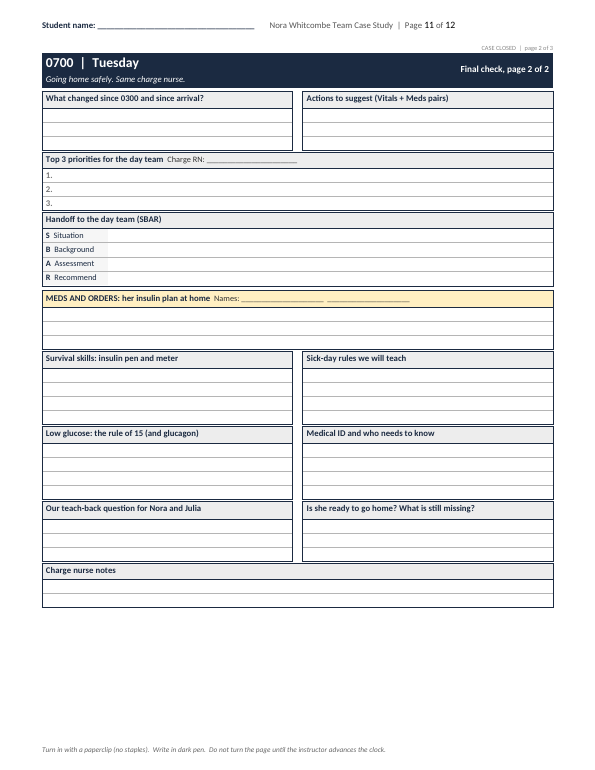 Student name: ___________________________________ Nora Whitcombe Team Case Study | Page 11 of 12
CASE CLOSED | page 2 of 3
0700 | Tuesday
Going home safely. Same charge nurse.
Final check, page 2 of 2
What changed since 0300 and since arrival?
Actions to suggest (Vitals + Meds pairs)
Top 3 priorities for the day team Charge RN: ______________________
1.
2.
3.
Handoff to the day team (SBAR)
S Situation
B Background
A Assessment
R Recommend
MEDS AND ORDERS: her insulin plan at home Names: ____________________ ____________________
Survival skills: insulin pen and meter
Sick-day rules we will teach
Low glucose: the rule of 15 (and glucagon)
Medical ID and who needs to know
Our teach-back question for Nora and Julia
Is she ready to go home? What is still missing?
Charge nurse notes
Turn in with a paperclip (no staples). Write in dark pen. Do not turn the page until the instructor advances the clock.